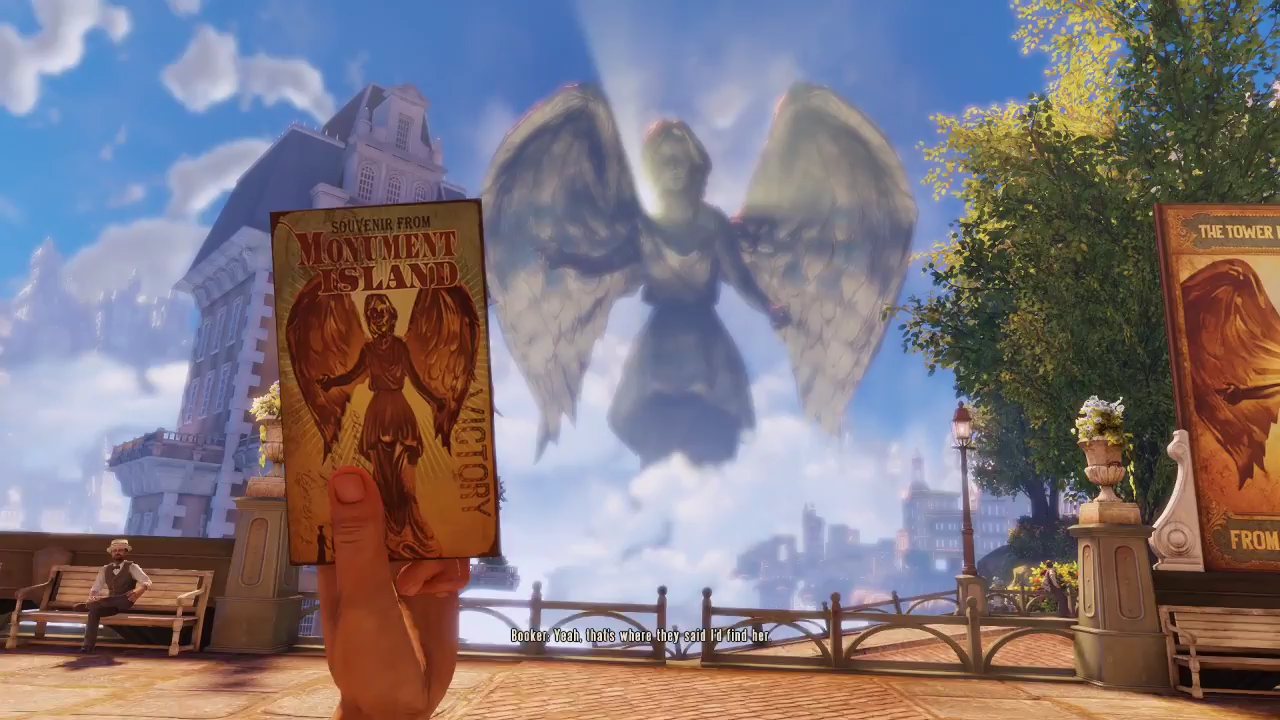 SOUVENIR FROM
MONUMENT
ISLAND
VICTORY
THE TOWER
FROM
Booker: Yeah, that's where they said I'd find her.